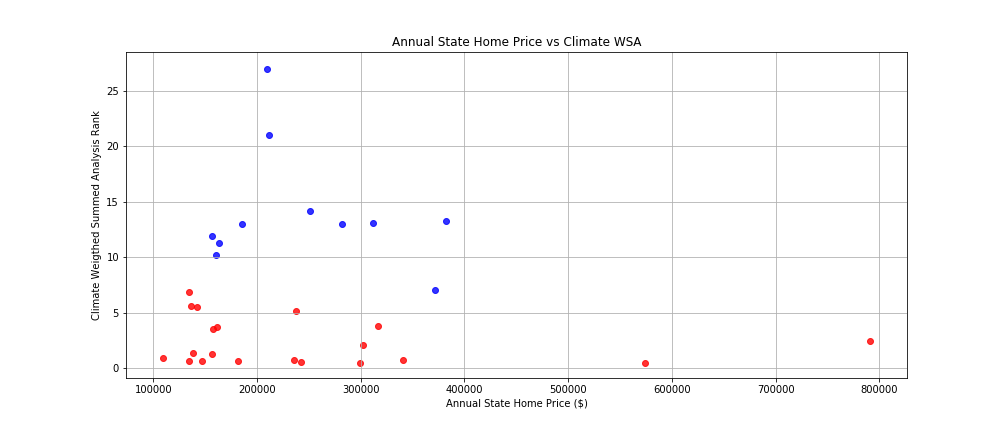 Annual State Home Price vs Climate WSA
Climate Weigthed Summed Analysis Rank
25
20
15
10
5
0
100000 200000 300000 400000 500000 600000 700000 800000
Annual State Home Price ($)